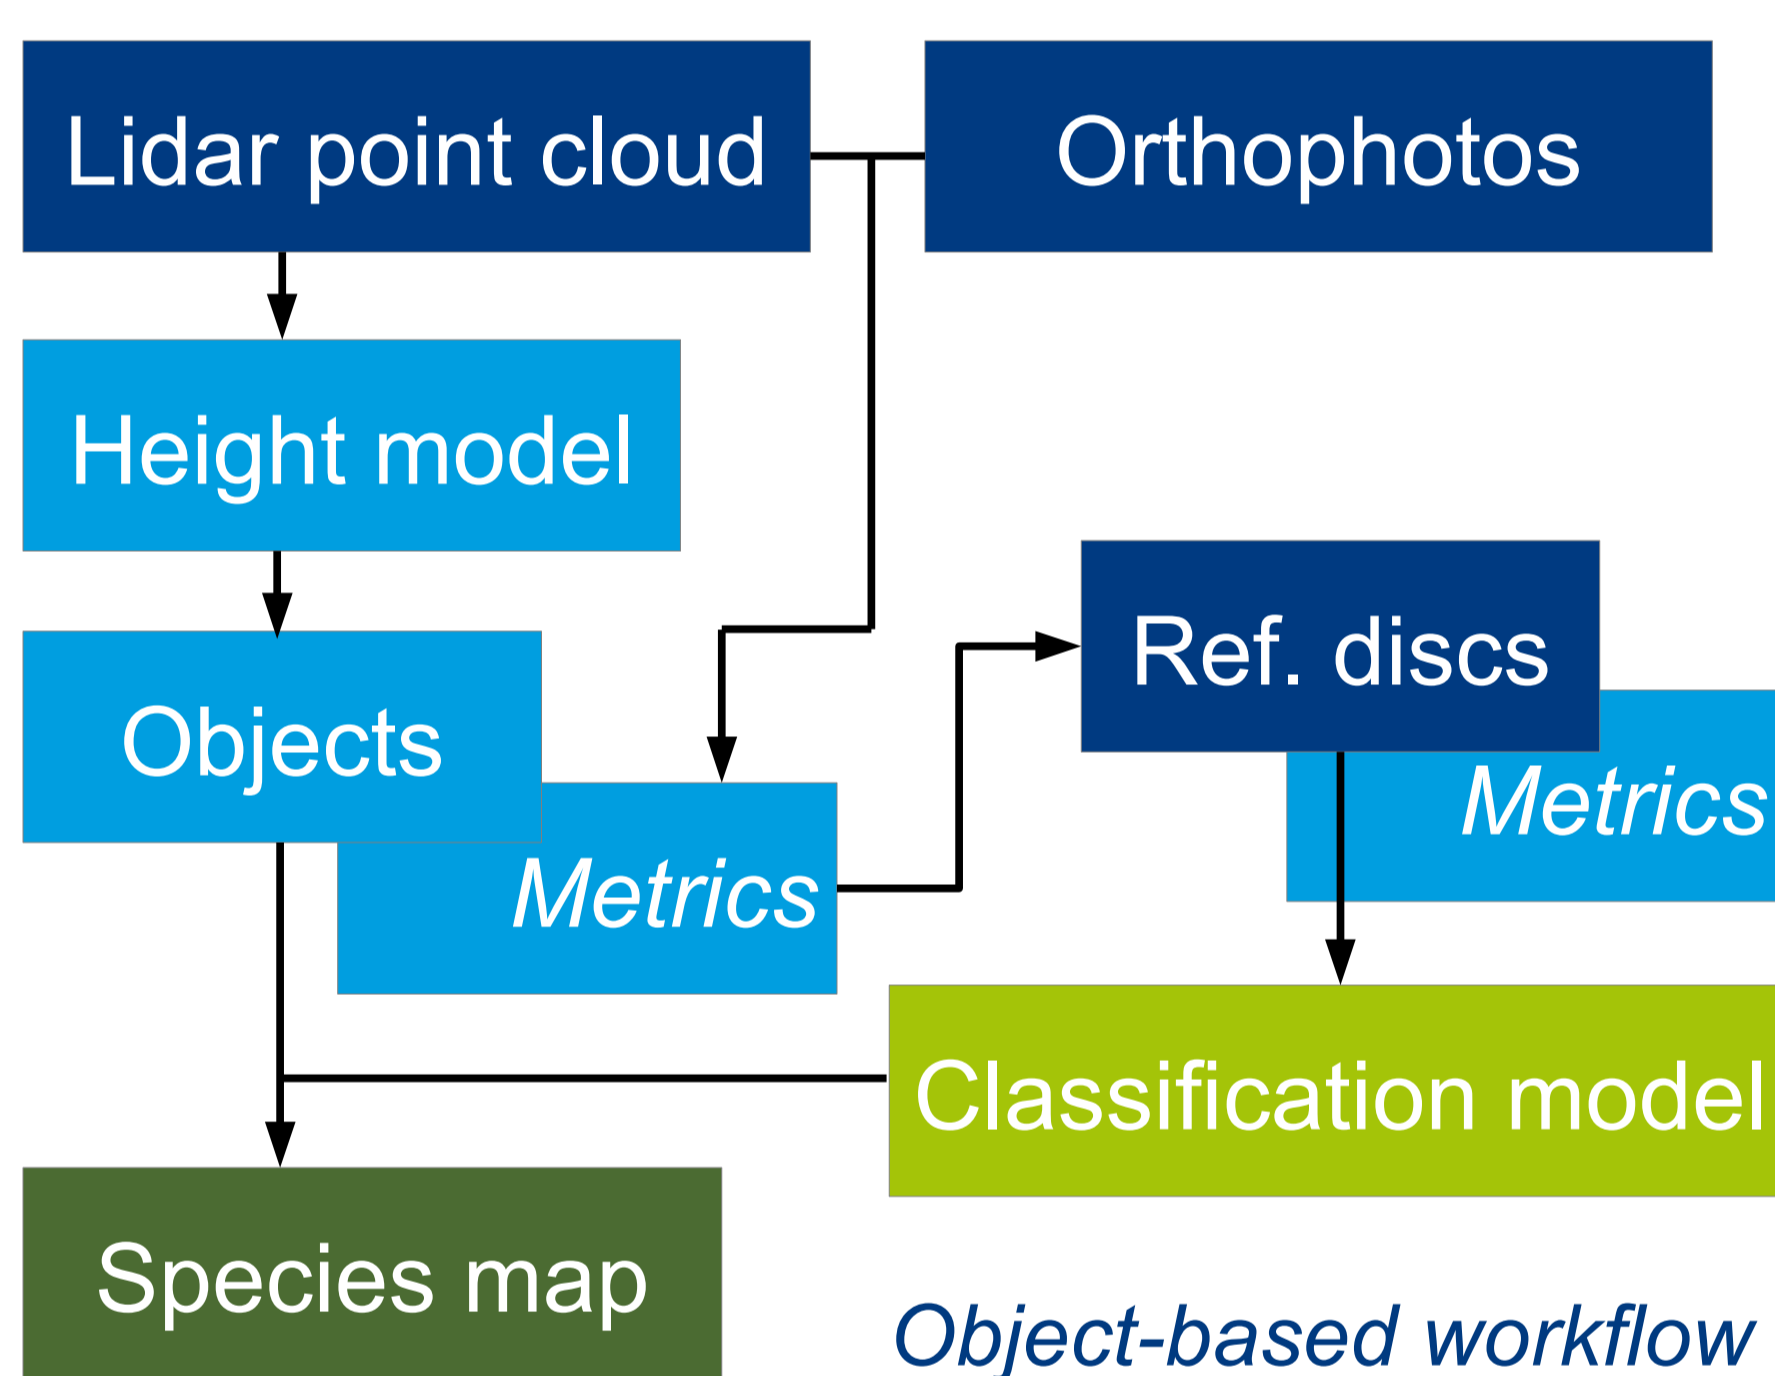 Lidar point cloud
Orthophotos
Height model
Ref. discs
Objects
Metrics
Metrics
Classification model
Species map
Object-based workflow